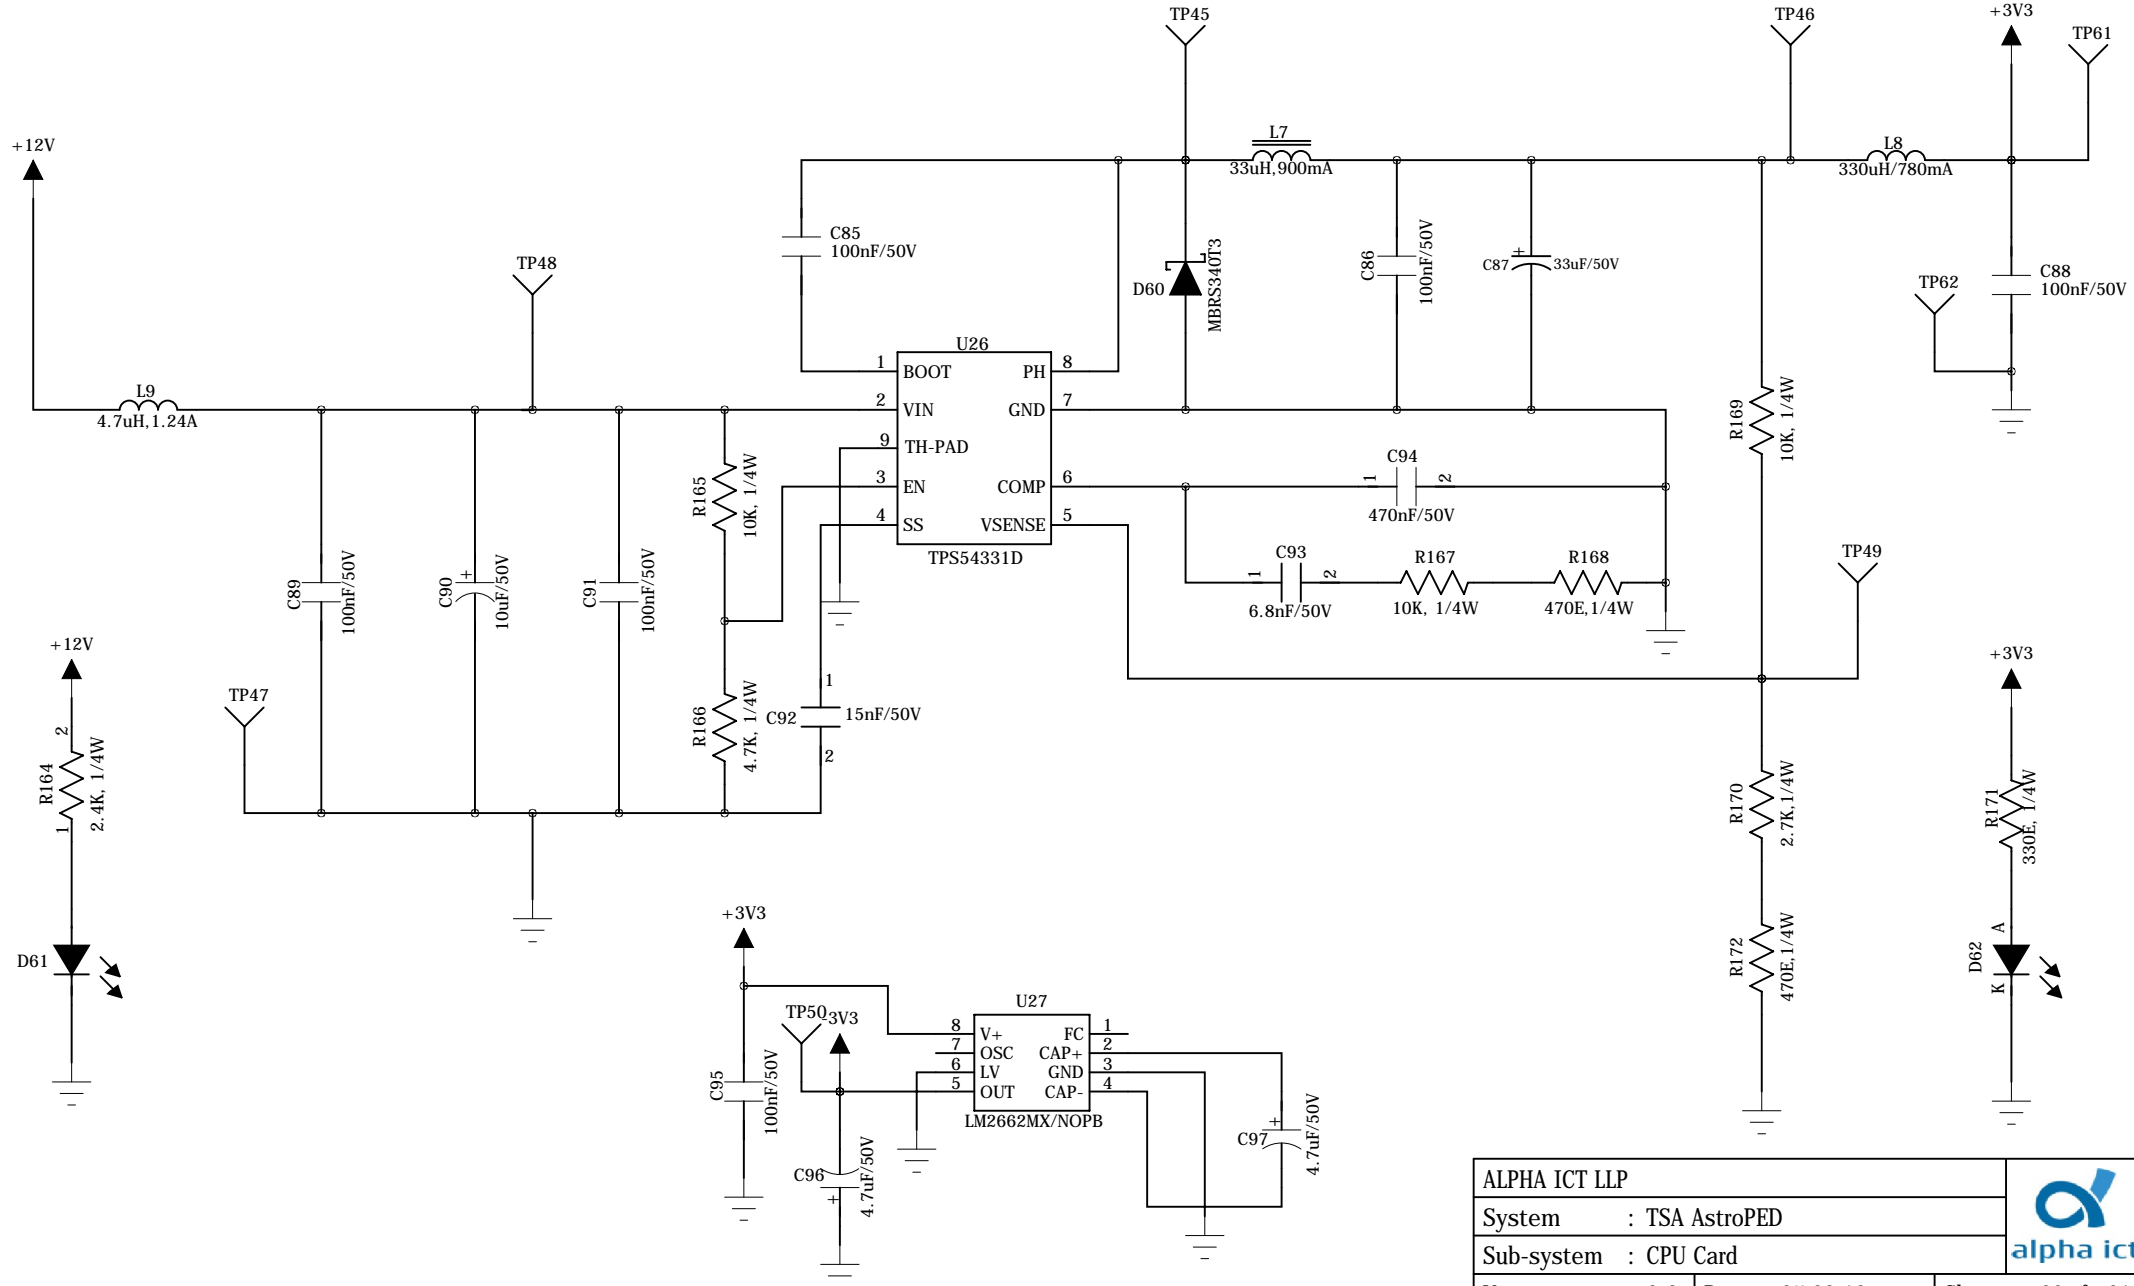 TP45
TP46
+3V3
TP61
+12V
L7
33uH,900mA
L8
330uH/780mA
C85
100nF/50V
TP48
D60
MBRS340T3
C86
100nF/50V
C87
+
33uF/50V
TP62
C88
100nF/50V
U26
1 BOOT
PH 8
2 VIN
GND 7
9 TH-PAD
3 EN
COMP 6
4 SS
VSENSE 5
TPS54331D
L9
4.7uH,1.24A
R165
10K, 1/4W
R169
10K, 1/4W
C94
1
2
470nF/50V
C93
1
2
6.8nF/50V
R167
10K, 1/4W
R168
470E,1/4W
TP49
C89
100nF/50V
C90
+
10uF/50V
C91
100nF/50V
+12V
TP47
R166
4.7K, 1/4W
1
C92
15nF/50V
2
+3V3
2
R164
2.4K, 1/4W
1
R170
2.7K,1/4W
R171
330E, 1/4W
D61
+3V3
R172
470E,1/4W
A
D62
K
TP50
-3V3
U27
8 V+
FC 1
7 OSC
CAP+ 2
6 LV
GND 3
5 OUT
CAP- 4
LM2662MX/NOPB
C95
100nF/50V
C96
+
4.7uF/50V
C97
+
4.7uF/50V
ALPHA ICT LLP
System : TSA AstroPED
Sub-system : CPU Card
alpha ict